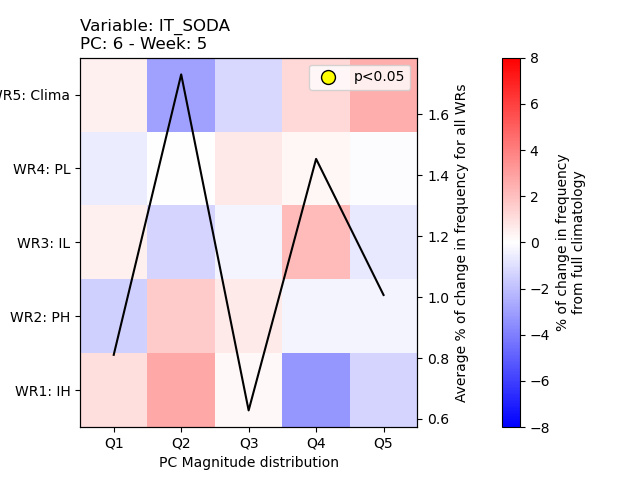 Variable: IT_SODA
PC: 6 - Week: 5
p<0.05
WR5: Clima
WR4: PL
WR3: IL
WR2: PH
WR1: IH
Q1 Q2 Q3 Q4 Q5
PC Magnitude distribution
1.6
1.4
1.2
1.0
0.8
0.6
Average % of change in frequency for all WRs
8
6
4
2
0
−2
−4
−6
−8
% of change in frequency
from full climatology